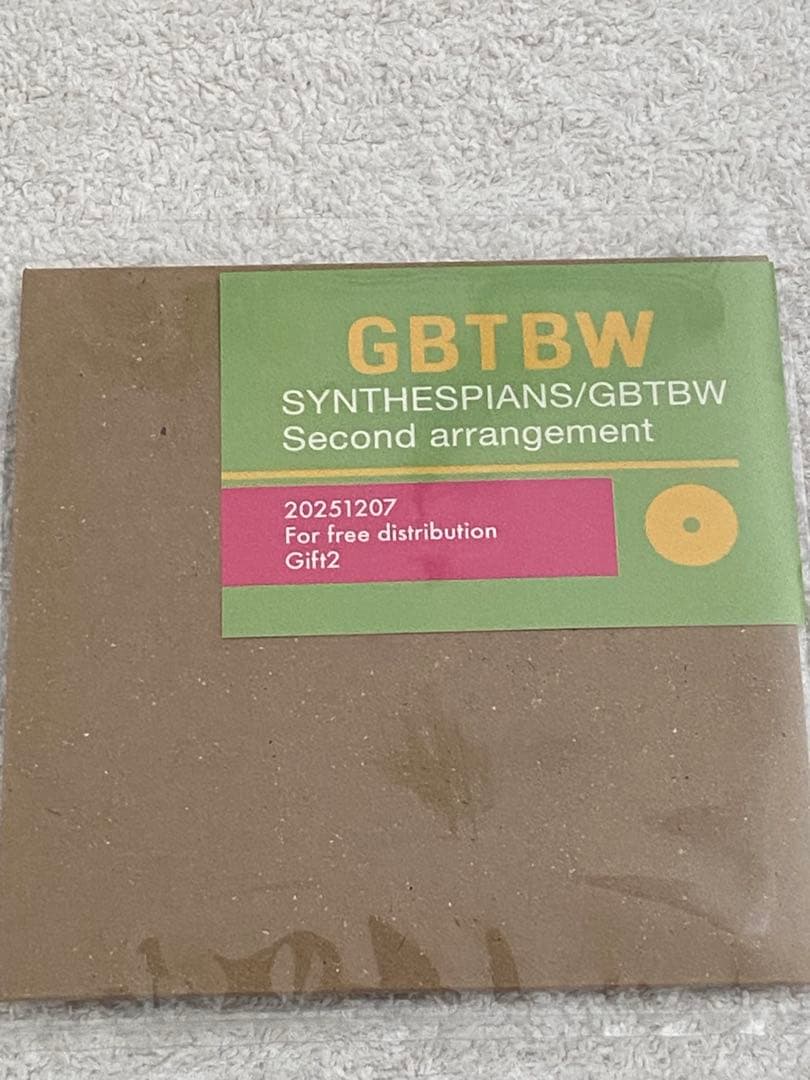 GBTBW
SYNTHESPIANS/GBTBW
Second arrangement
20251207
For free distribution
Gift2